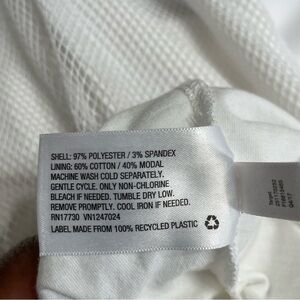 SHELL: 97% POLYESTER / 3% SPANDEX
LINING: 60% COTTON / 40% MODAL
MACHINE WASH COLD SEPARATELY.
GENTLE CYCLE. ONLY NON-CHLORINE
BLEACH IF NEEDED. TUMBLE DRY LOW.
REMOVE PROMPTLY. COOL IRON IF NEEDED.
RN17730 VN1247024
LABEL MADE FROM 100% RECYCLED PLASTIC
Target